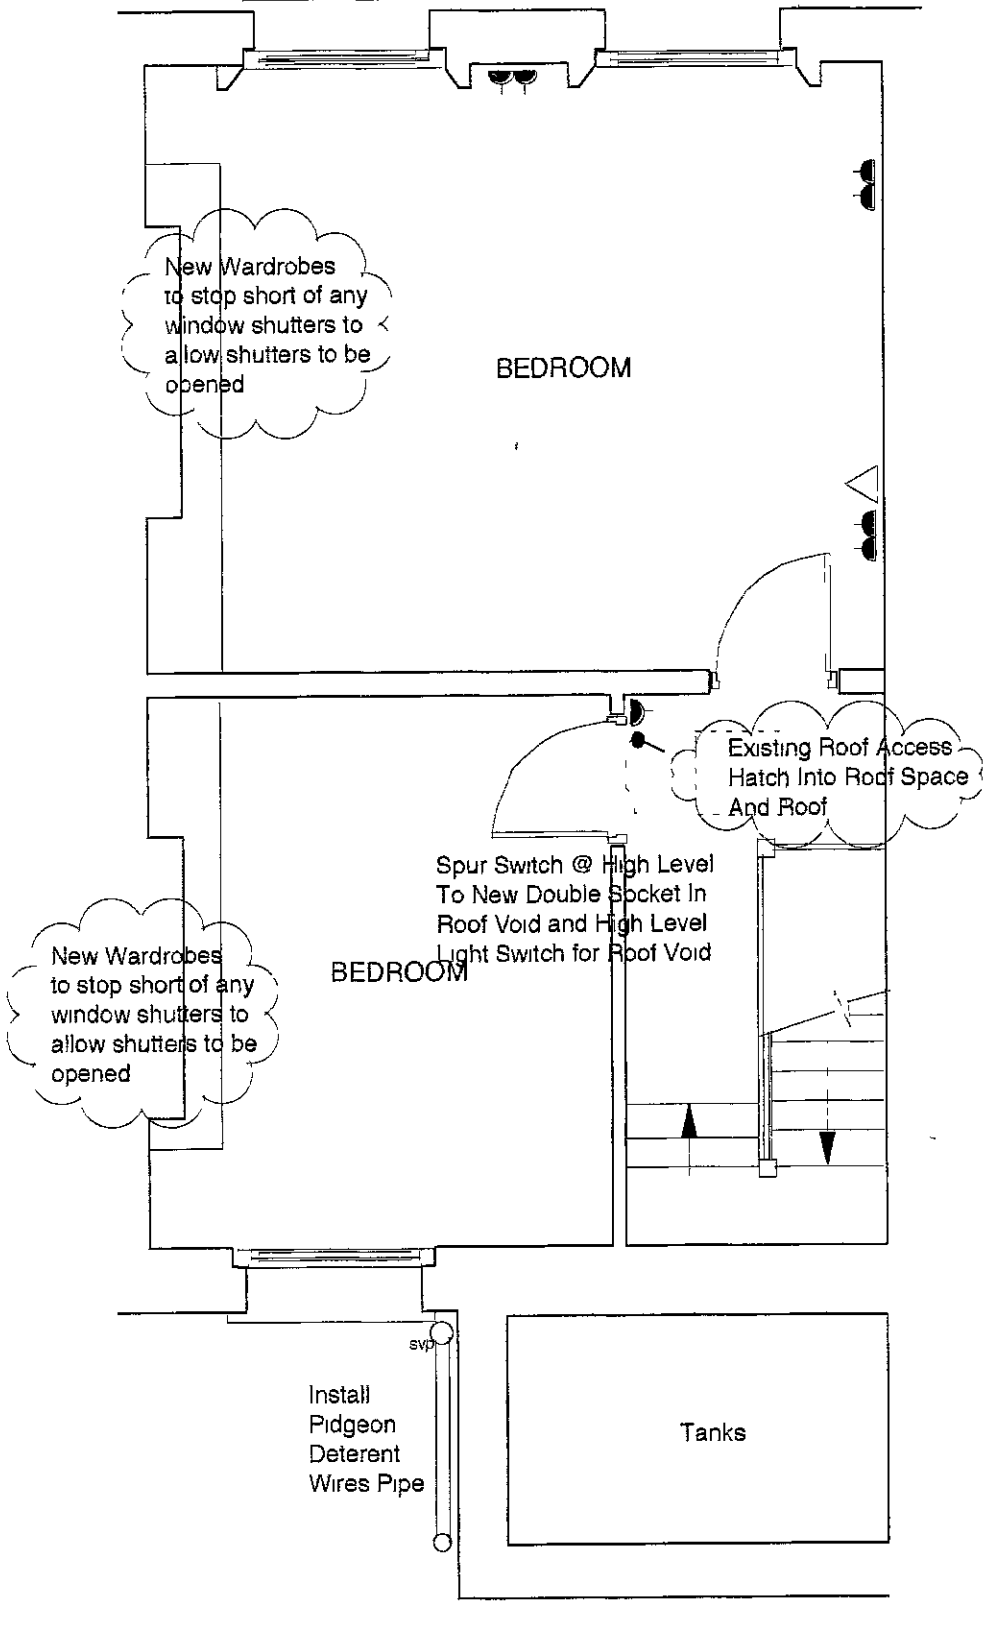 New Wardrobes
to stop short of any
window shutters to
allow shutters to be
opened
BEDROOM
Existing Roof Access
Hatch Into Roof Space
And Roof
Spur Switch @ High Level
To New Double Socket In
Roof Void and High Level
Light Switch for Roof Void
BEDROOM
New Wardrobes
to stop short of any
window shutters to
allow shutters to be
opened
svp
Install
Pidgeon
Deterent
Wires Pipe
Tanks